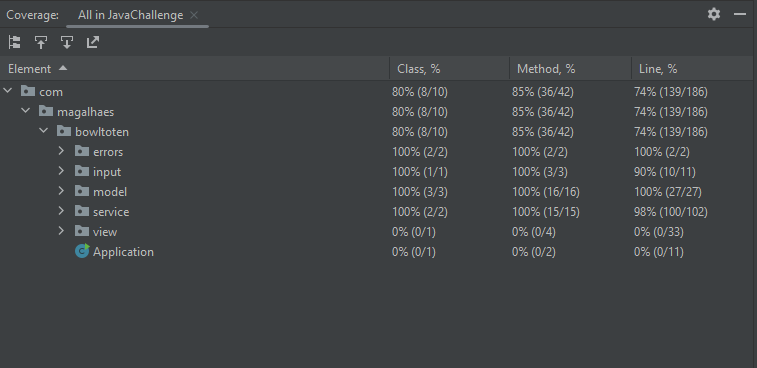 Coverage: All in JavaChallenge
Element Class, % Method, % Line, %
com 80% (8/10) 85% (36/42) 74% (139/186)
magalhaes 80% (8/10) 85% (36/42) 74% (139/186)
bowltoten 80% (8/10) 85% (36/42) 74% (139/186)
errors 100% (2/2) 100% (2/2) 100% (2/2)
input 100% (1/1) 100% (3/3) 90% (10/11)
model 100% (3/3) 100% (16/16) 100% (27/27)
service 100% (2/2) 100% (15/15) 98% (100/102)
view 0% (0/1) 0% (0/4) 0% (0/33)
C Application 0% (0/1) 0% (0/2) 0% (0/11)